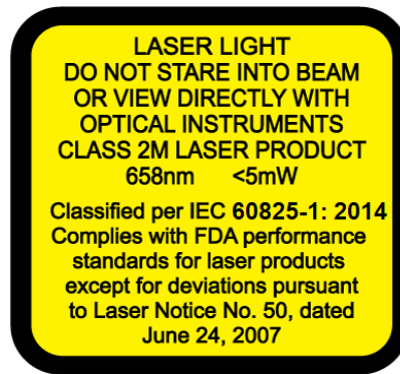 LASER LIGHT
DO NOT STARE INTO BEAM
OR VIEW DIRECTLY WITH
OPTICAL INSTRUMENTS
CLASS 2M LASER PRODUCT
658nm <5mW
Classified per IEC 60825-1: 2014
Complies with FDA performance
standards for laser products
except for deviations pursuant
to Laser Notice No. 50, dated
June 24, 2007